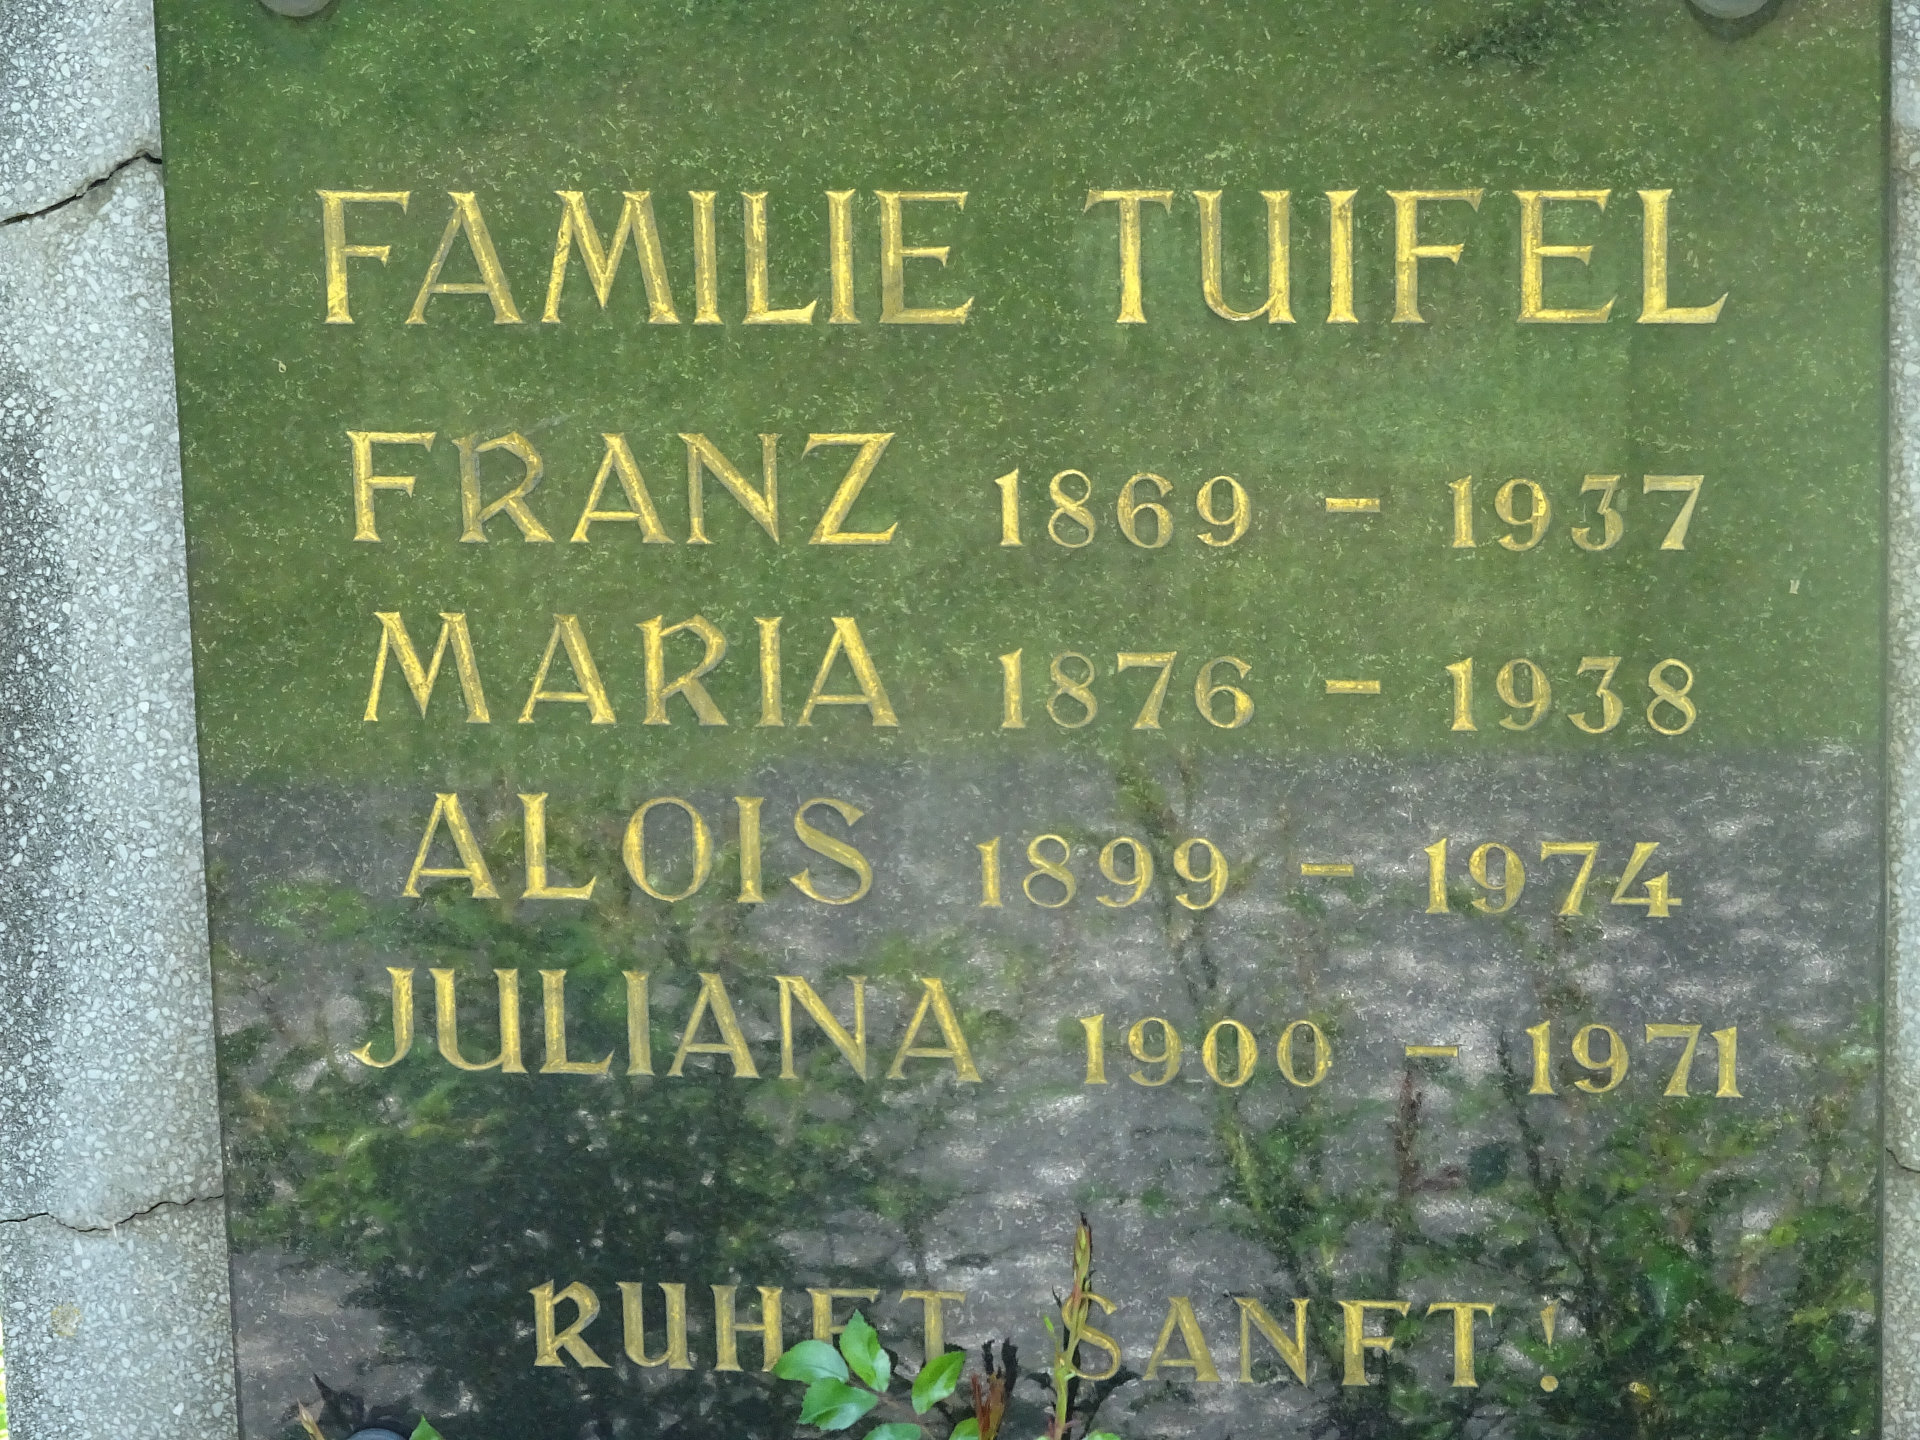 FAMILIE TUIFEL
FRANZ 1869 - 1937
MARIA 1876 - 1938
ALOIS 1899 - 1974
JULIANA 1900 - 1971
RUHET SANFT!